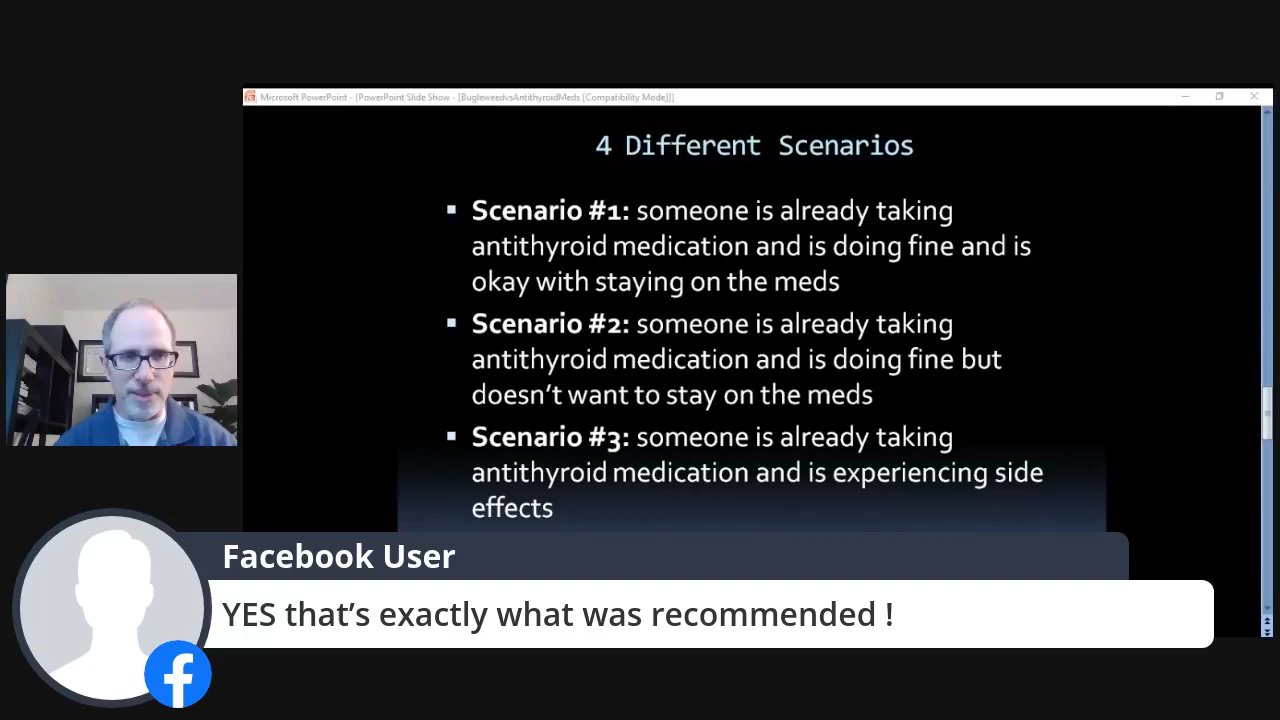 Microsoft PowerPoint - [PowerPoint Slide Show - [BugleweedvsAntithyroidMeds [Compatibility Mode]]]
4 Different Scenarios
▪ Scenario #1: someone is already taking
antithyroid medication and is doing fine and is
okay with staying on the meds
▪ Scenario #2: someone is already taking
antithyroid medication and is doing fine but
doesn’t want to stay on the meds
▪ Scenario #3: someone is already taking
antithyroid medication and is experiencing side
effects
Facebook User
YES that’s exactly what was recommended !